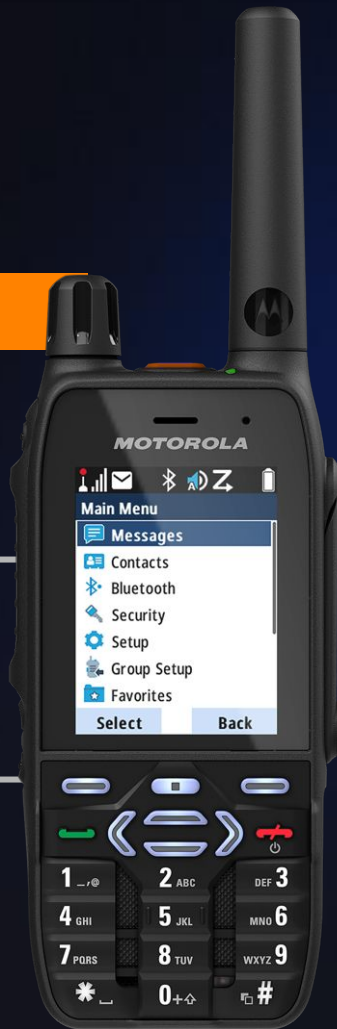 MOTOROLA
Main Menu
Messages
Contacts
Bluetooth
Security
Setup
Group Setup
Favorites
Select Back
1 _,@ 2 ABC DEF 3
4 GHI 5 JKL MNO 6
7 PQRS 8 TUV WXYZ 9
* 0+ #